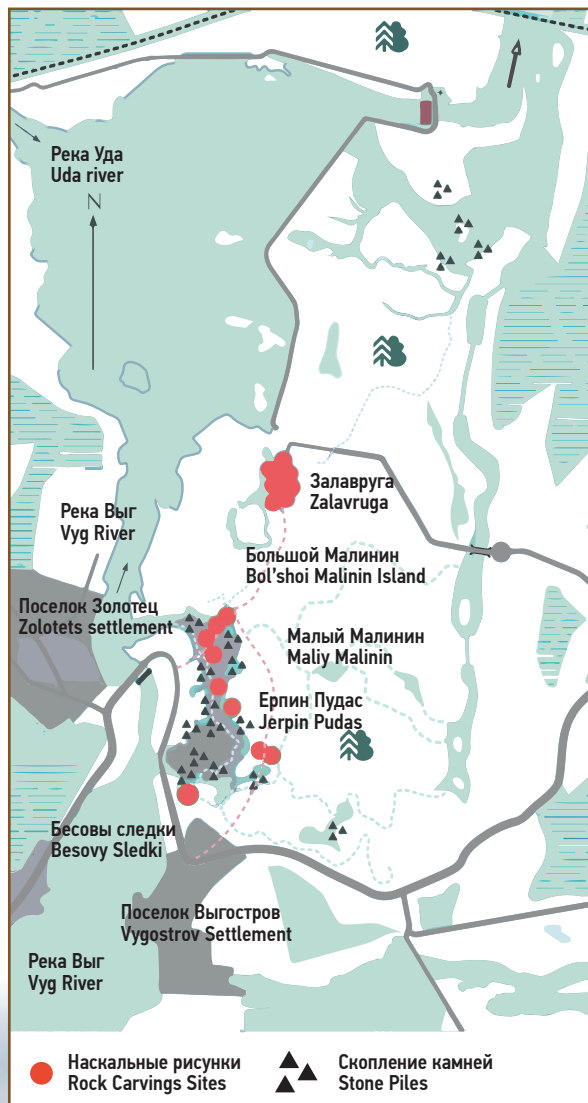 Река Уда
Uda river
N
Залавруга
Zalavruga
Река Выг
Vyg River
Большой Малинин
Bol'shoi Malinin Island
Поселок Золотец
Zolotets settlement
Малый Малинин
Maliy Malinin
Ерпин Пудас
Jerpin Pudas
Бесовы следки
Besovy Sledki
Поселок Выгостров
Vygostrov Settlement
Река Выг
Vyg River
Наскальные рисунки
Rock Carvings Sites
Скопление камней
Stone Piles